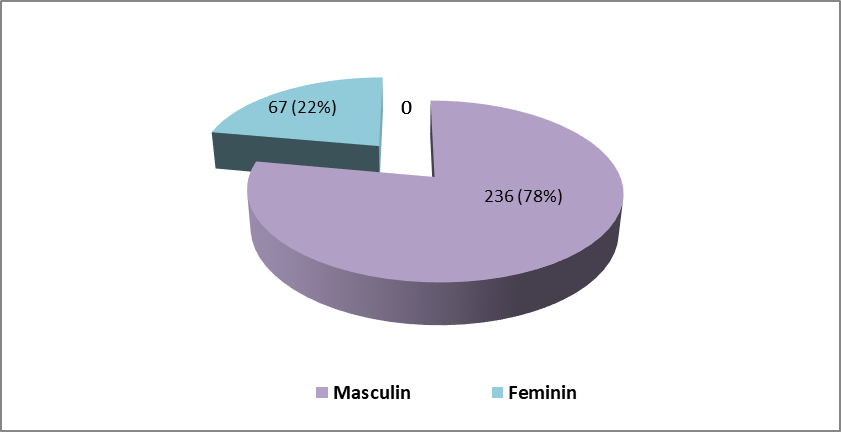 67 (22%)
0
236 (78%)
Masculin
Feminin